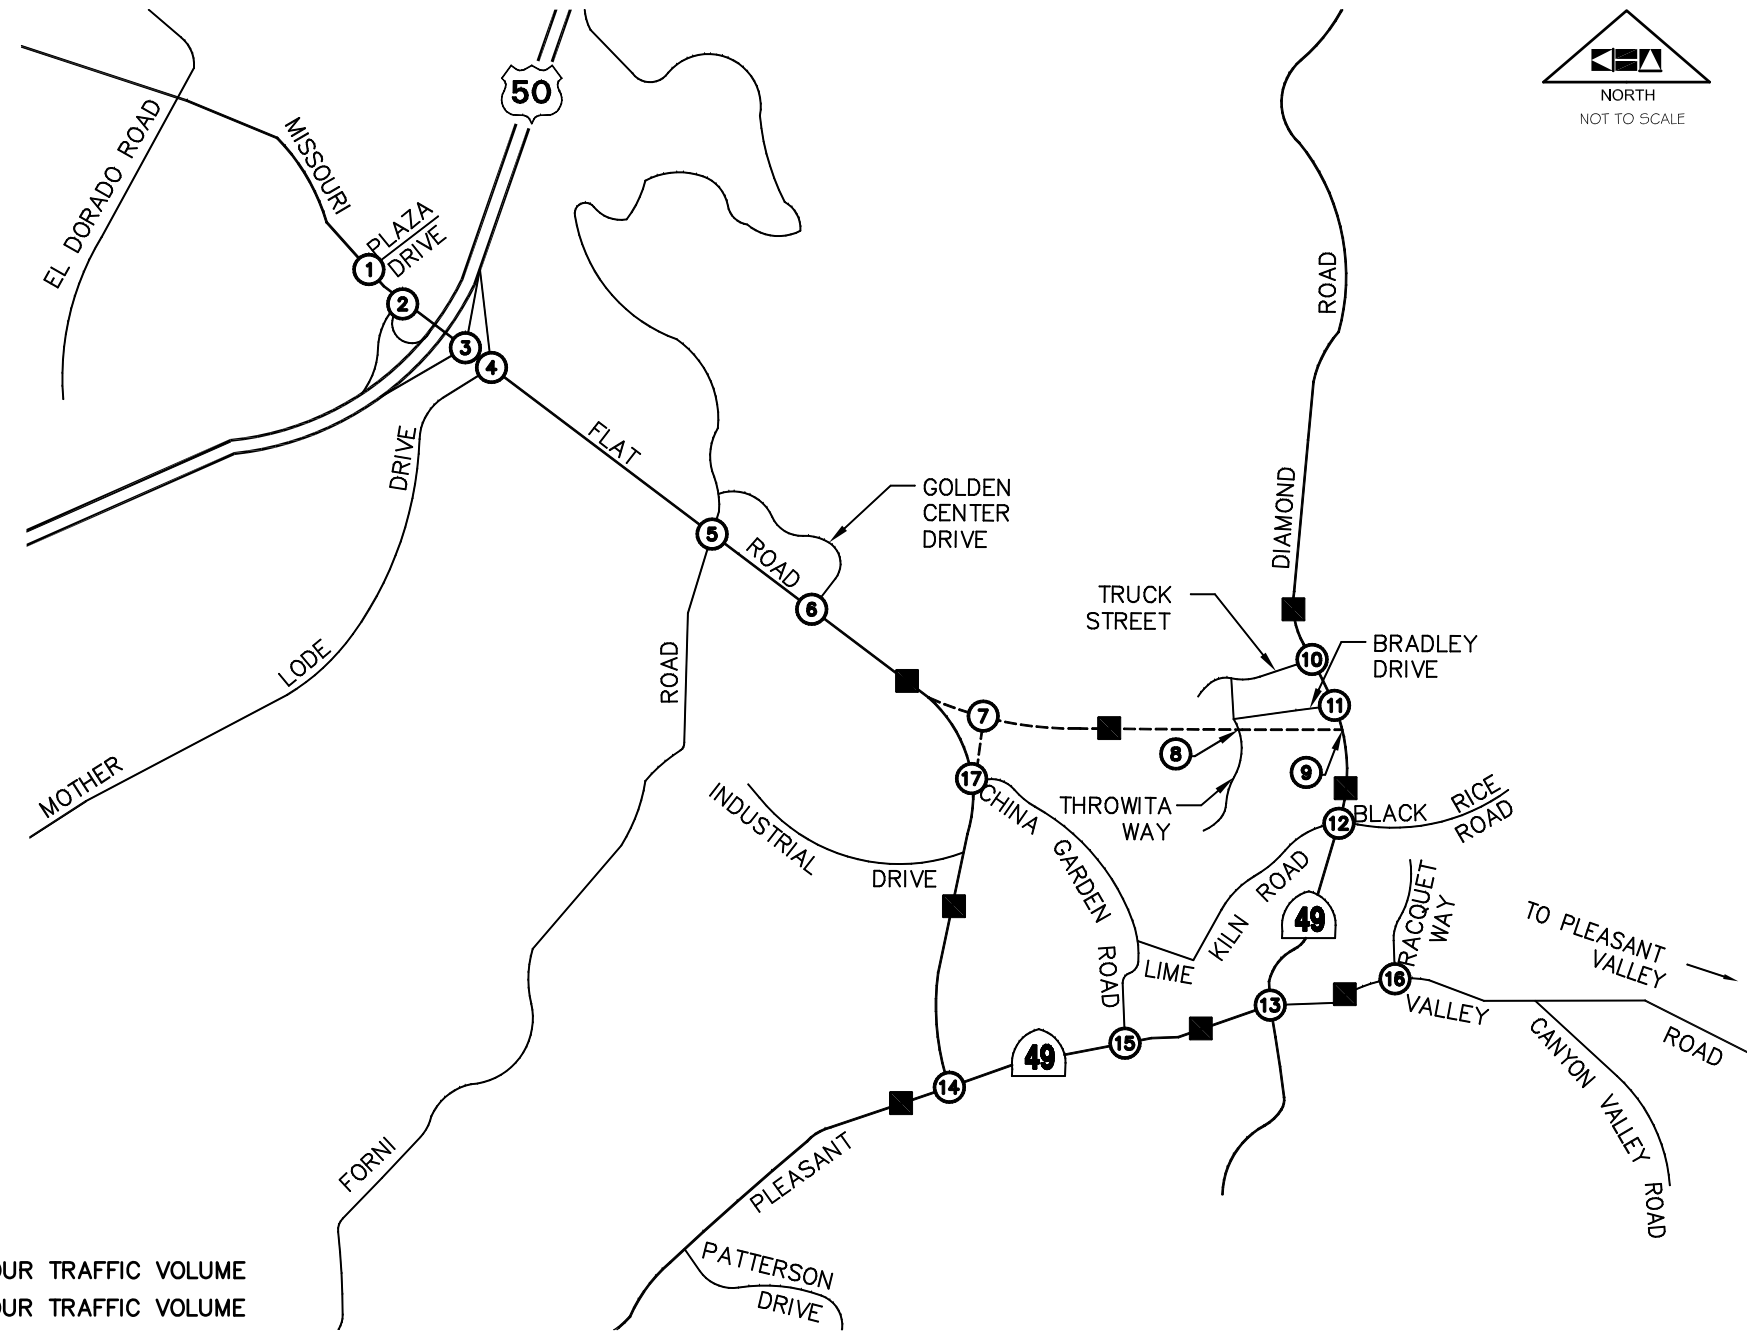 NORTH
NOT TO SCALE
50
EL DORADO ROAD
MISSOURI
PLAZA
DRIVE
1
2
3
4
FLAT
DRIVE
LODE
MOTHER
ROAD
DIAMOND
GOLDEN
CENTER
DRIVE
5
ROAD
6
TRUCK
STREET
BRADLEY
DRIVE
10
11
7
8
9
ROAD
17
THROWITA
WAY
INDUSTRIAL
DRIVE
CHINA
GARDEN
ROAD
12
BLACK
RICE
ROAD
LIME
KILN
ROAD
49
RACQUET
WAY
TO PLEASANT
VALLEY
16
VALLEY
ROAD
13
15
49
14
CANYON
VALLEY
ROAD
PLEASANT
FORNI
PATTERSON
DRIVE
OUR TRAFFIC VOLUME
OUR TRAFFIC VOLUME